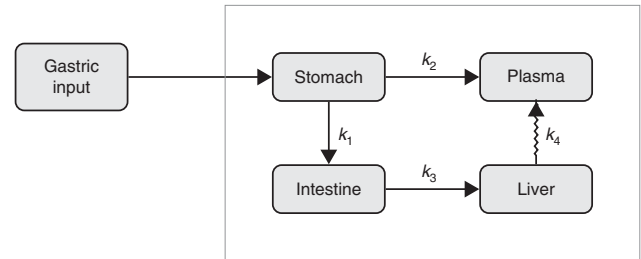 Gastric
input
Stomach
k2
Plasma
k1
k4
Intestine
k3
Liver